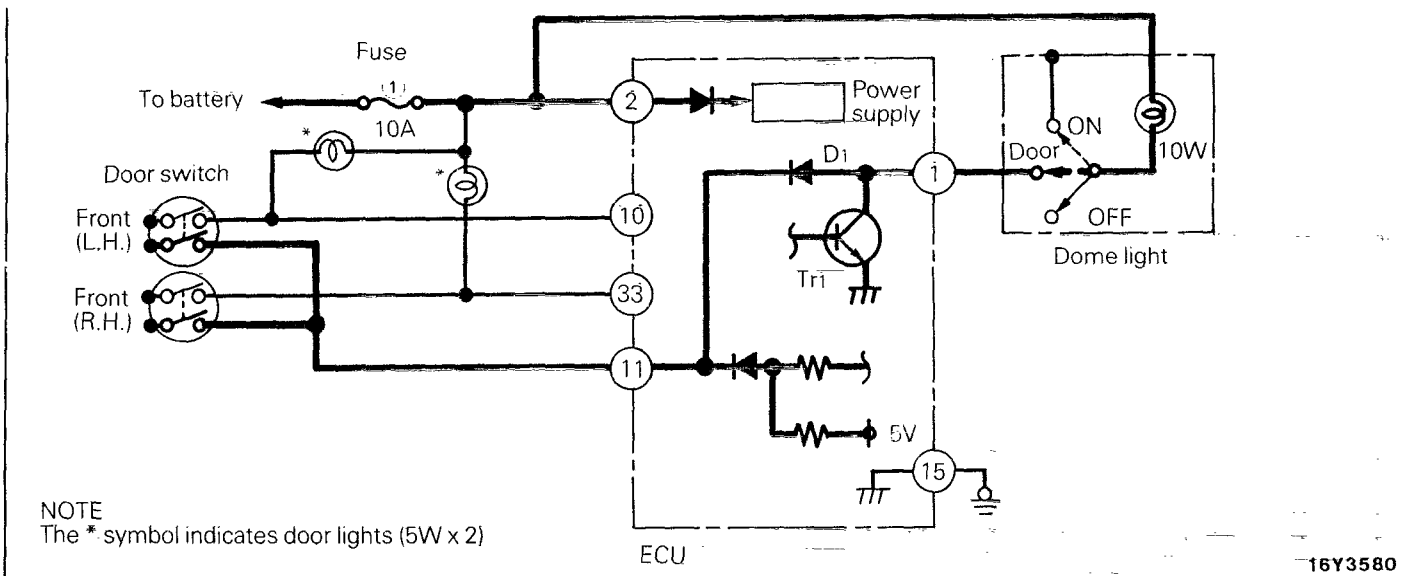 Fuse
(1)
To battery
10A
*
*
Door switch
Front
(L.H.)
Front
(R.H.)
2
10
33
11
Power
supply
D1
Tr1
1
5V
15
ECU
ON
Door
10W
OFF
Dome light
NOTE
The * symbol indicates door lights (5W x 2)
16Y3580